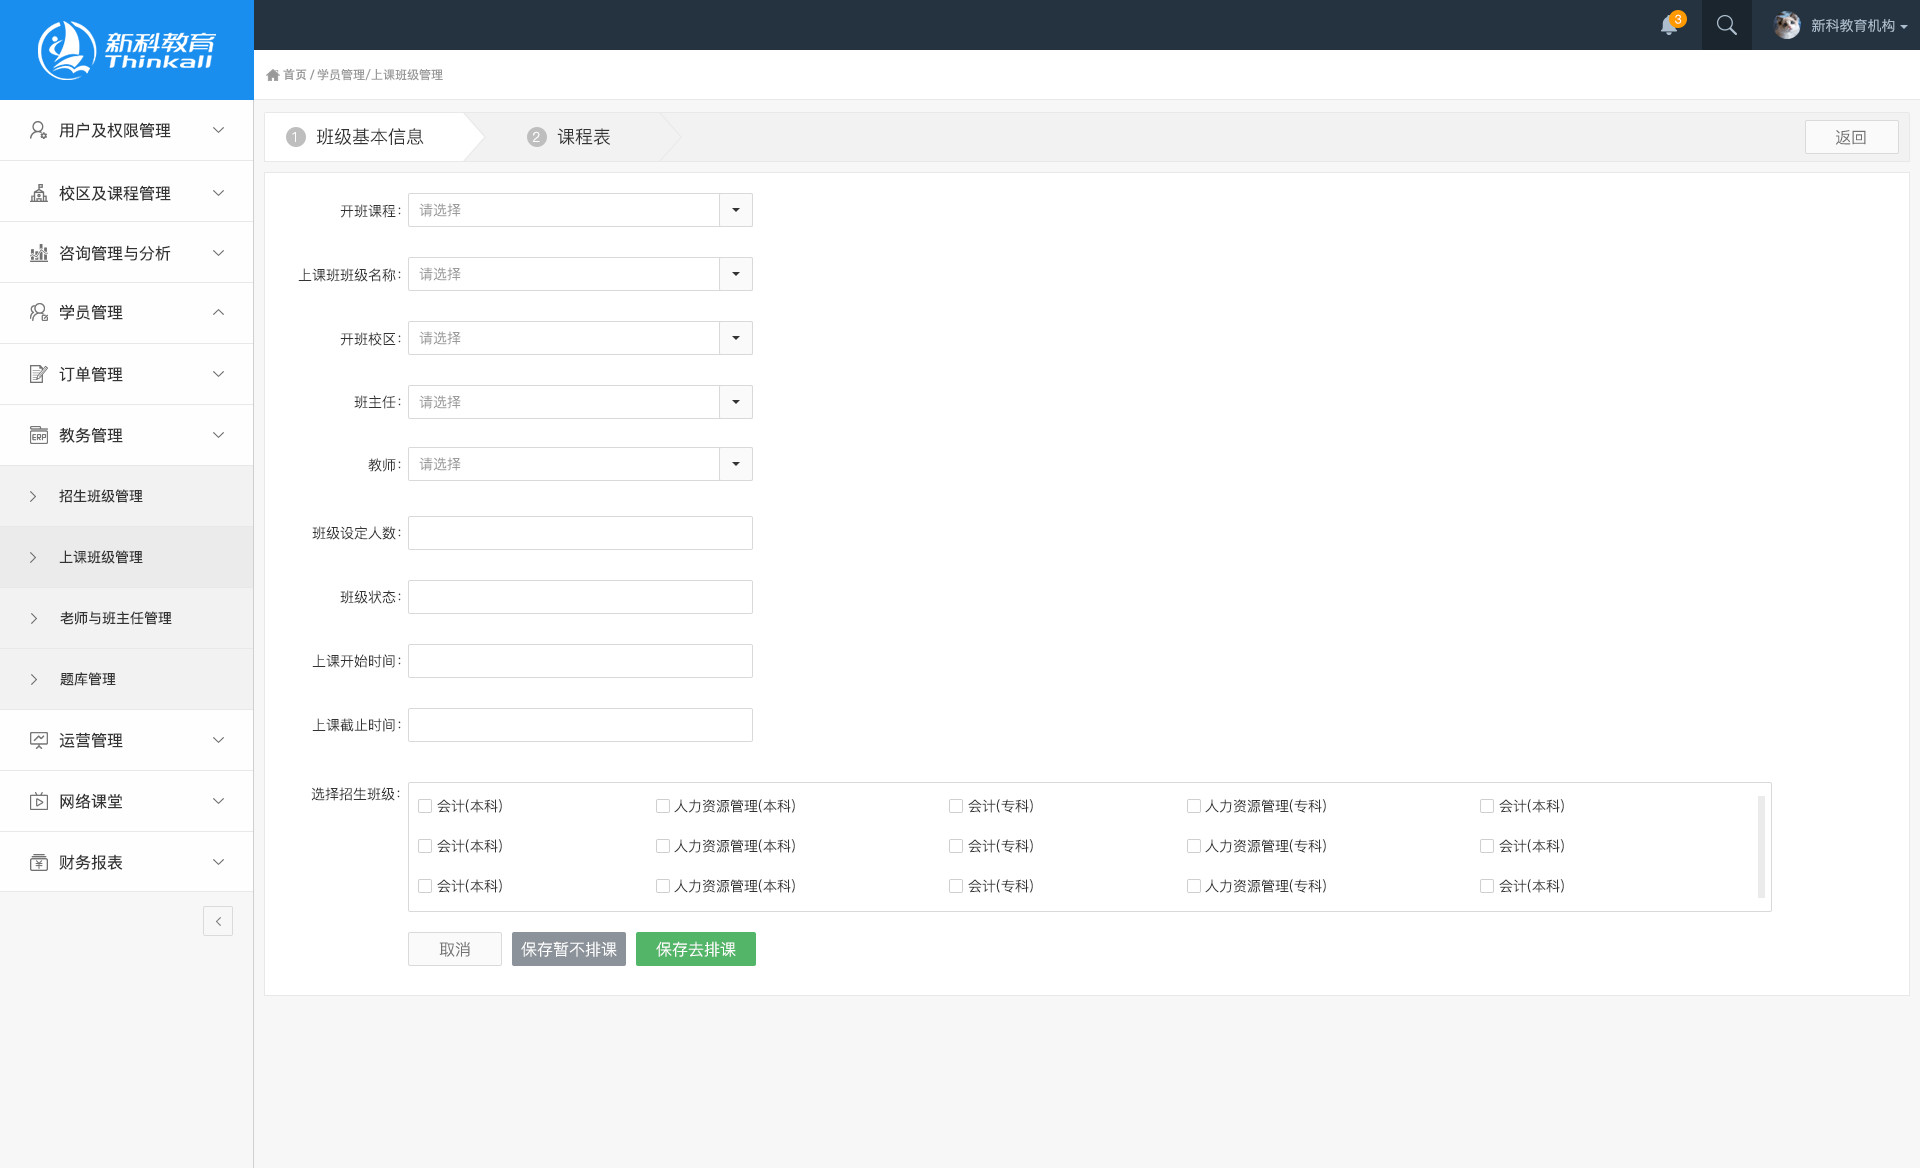 新科教育
Thinkall
3
新科教育机构
首页 / 学员管理/上课班级管理
用户及权限管理
校区及课程管理
咨询管理与分析
学员管理
订单管理
ERP 教务管理
招生班级管理
上课班级管理
老师与班主任管理
题库管理
运营管理
网络课堂
¥ 财务报表
1 班级基本信息
2 课程表
返回
开班课程: 请选择
上课班班级名称: 请选择
开班校区: 请选择
班主任: 请选择
教师: 请选择
班级设定人数:
班级状态:
上课开始时间:
上课截止时间:
选择招生班级:
会计(本科) 人力资源管理(本科) 会计(专科) 人力资源管理(专科) 会计(本科)
会计(本科) 人力资源管理(本科) 会计(专科) 人力资源管理(专科) 会计(本科)
会计(本科) 人力资源管理(本科) 会计(专科) 人力资源管理(专科) 会计(本科)
取消 保存暂不排课 保存去排课